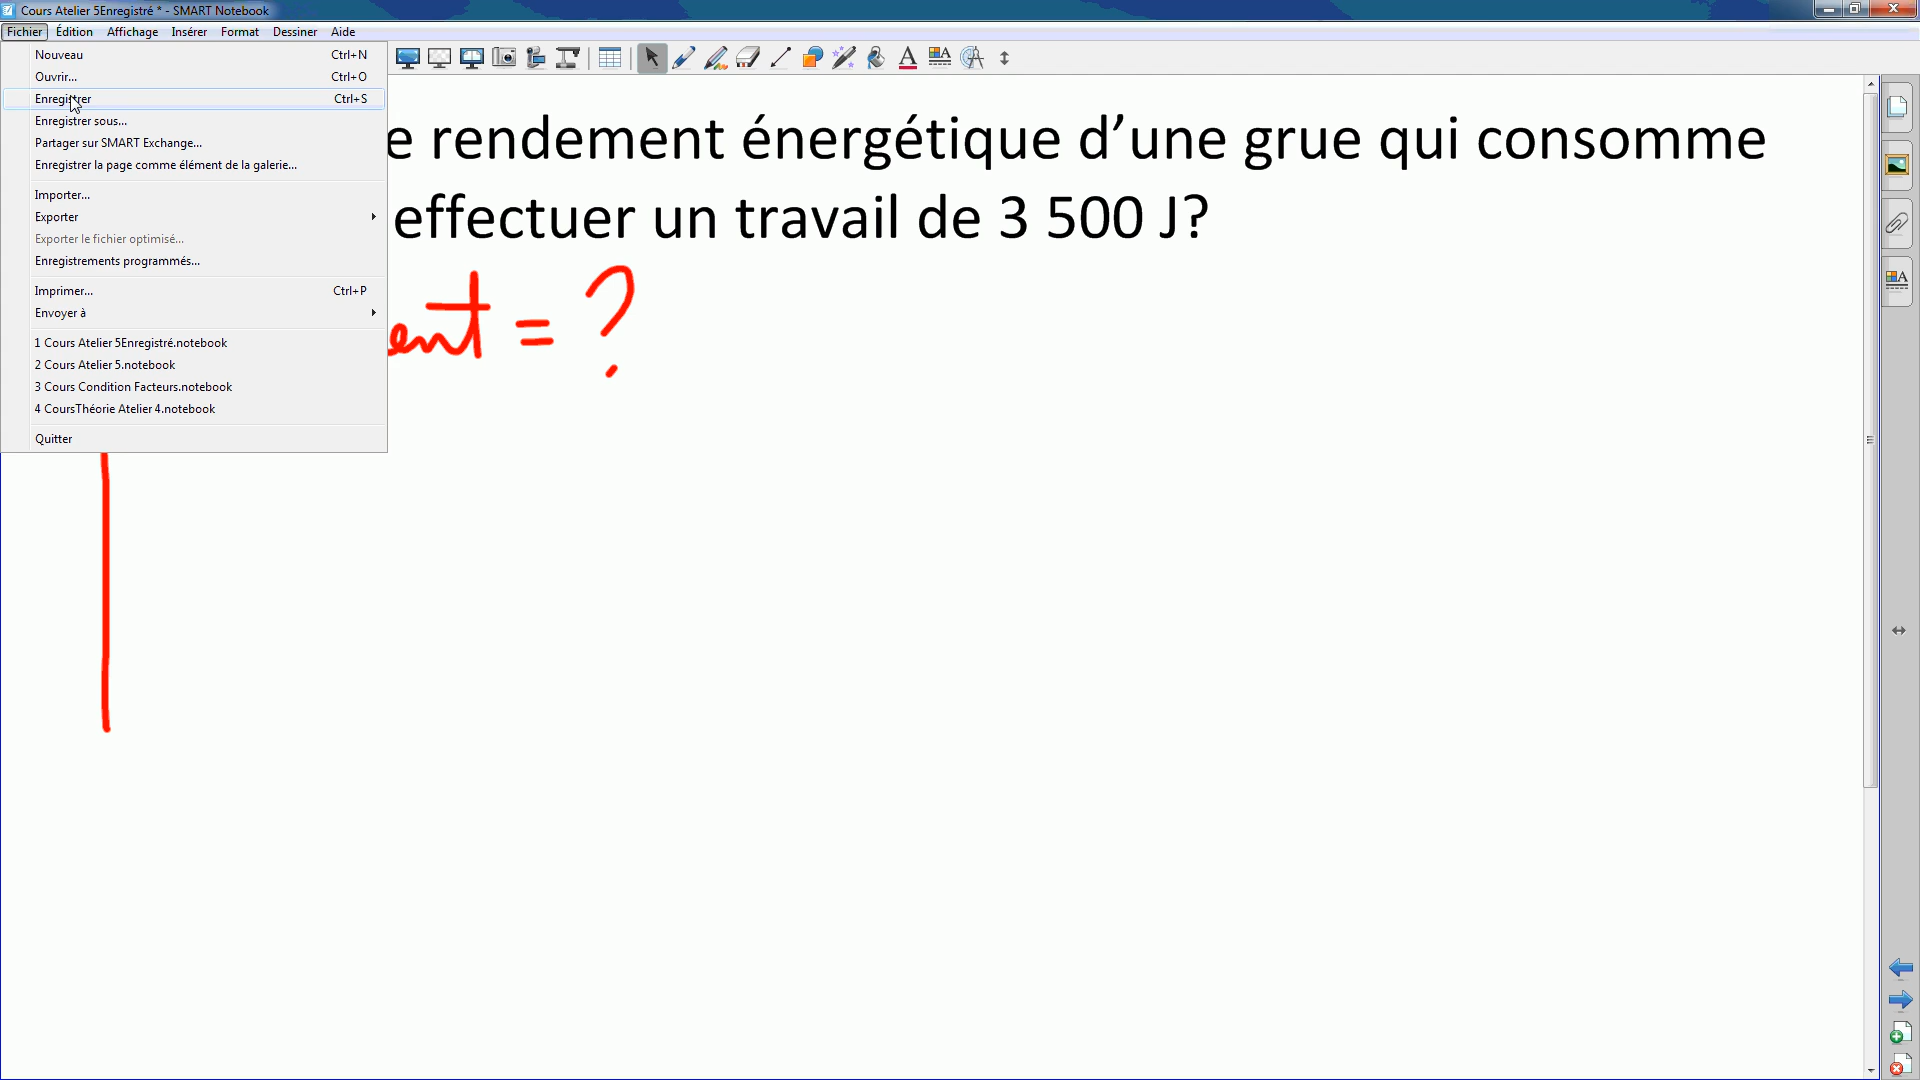 Cours Atelier 5Enregistré * - SMART Notebook
Fichier Édition Affichage Insérer Format Dessiner Aide
Nouveau Ctrl+N
Ouvrir... Ctrl+O
Enregistrer Ctrl+S
Enregistrer sous...
Partager sur SMART Exchange...
Enregistrer la page comme élément de la galerie...
Importer...
Exporter
Exporter le fichier optimisé...
Enregistrements programmés...
Imprimer... Ctrl+P
Envoyer à
1 Cours Atelier 5Enregistré.notebook
2 Cours Atelier 5.notebook
3 Cours Condition Facteurs.notebook
4 CoursThéorie Atelier 4.notebook
Quitter
e rendement énergétique d’une grue qui consomme
effectuer un travail de 3 500 J?
ent = ?